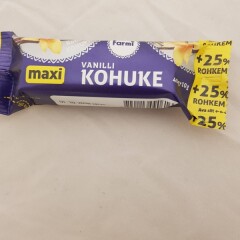 Farmi
maxi
VANILLI
KOHUKE
+25%
ROHKEM
+25%
ROHKEM
+25%